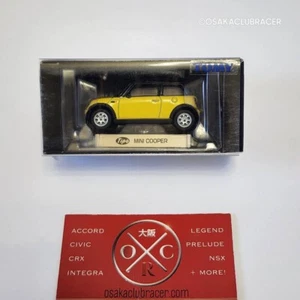 OSAKACLUBRACER
MINI COOPER
ACCORD
CIVIC
CRX
INTEGRA
大阪
O C
R
LEGEND
PRELUDE
NSX
+ MORE!
osakaclubracer.com